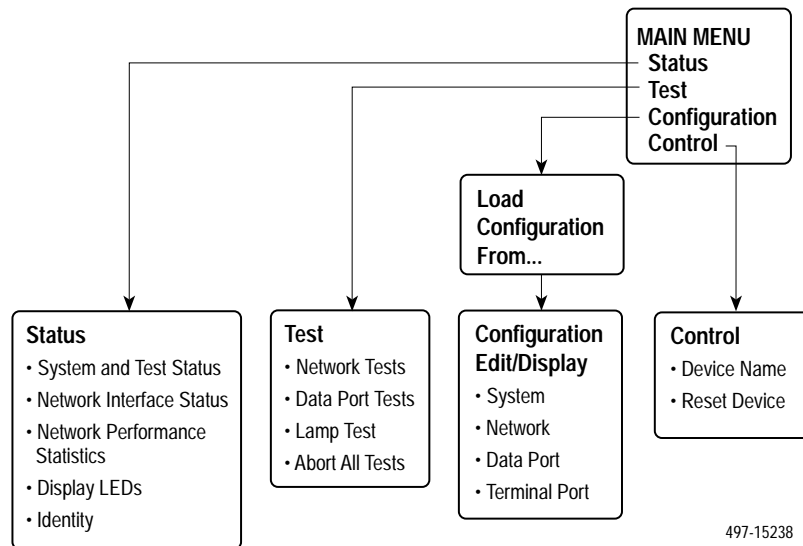 MAIN MENU
Status
Test
Configuration
Control
Load
Configuration
From...
Status
• System and Test Status
• Network Interface Status
• Network Performance
Statistics
• Display LEDs
• Identity
Test
• Network Tests
• Data Port Tests
• Lamp Test
• Abort All Tests
Configuration
Edit/Display
• System
• Network
• Data Port
• Terminal Port
Control
• Device Name
• Reset Device
497-15238